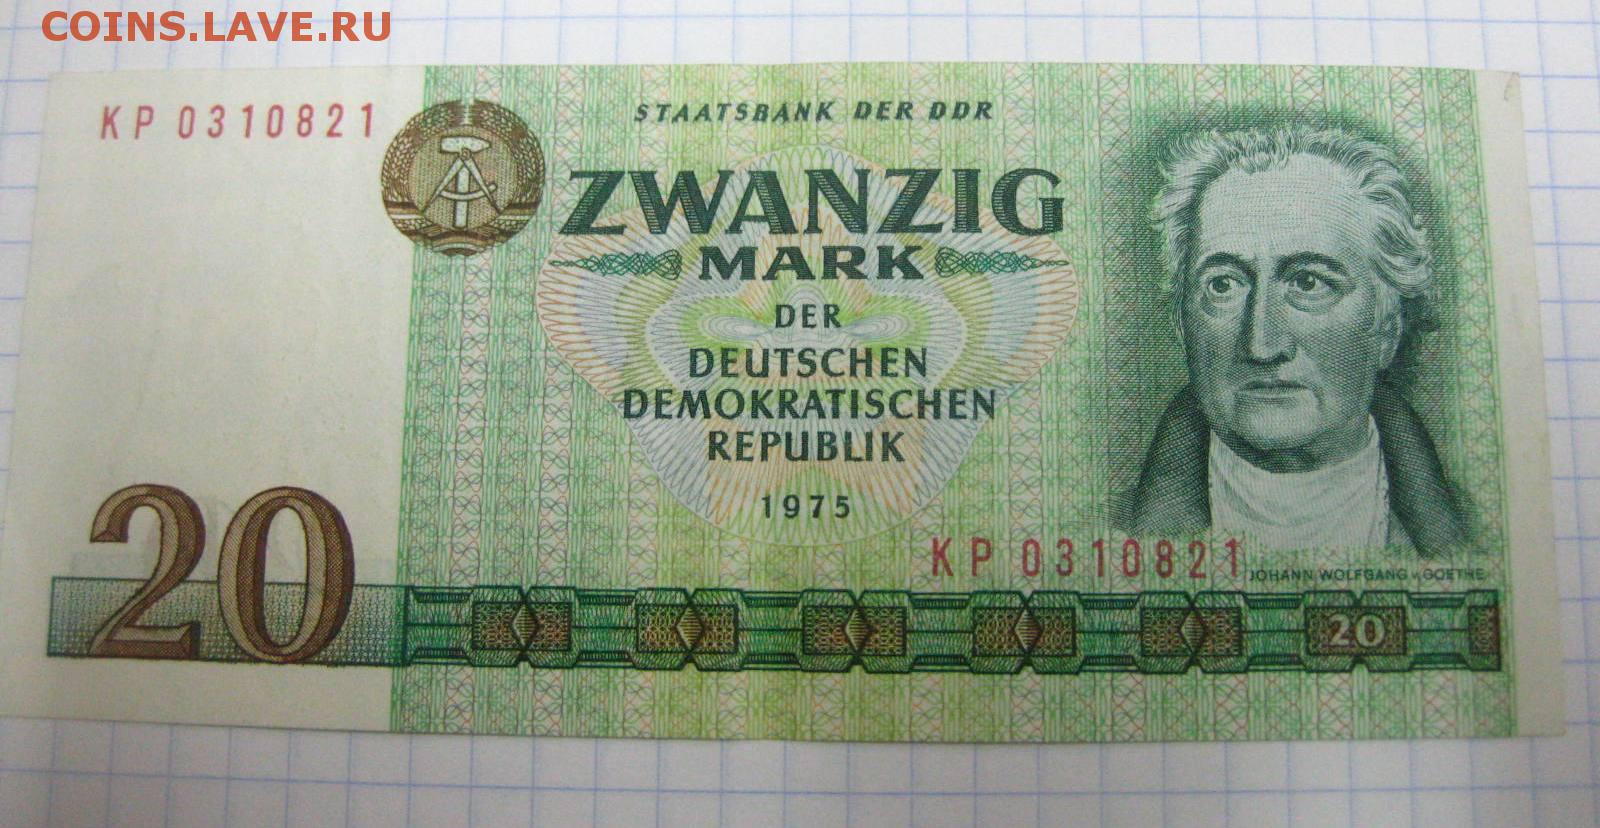 COINS.LAVE.RU
KP 0310821
STAATSBANK DER DDR
ZWANZIG
MARK
DER
DEUTSCHEN
DEMOKRATISCHEN
REPUBLIK
1975
KP 0310821
JOHANN WOLFGANG v. GOETHE
20
20